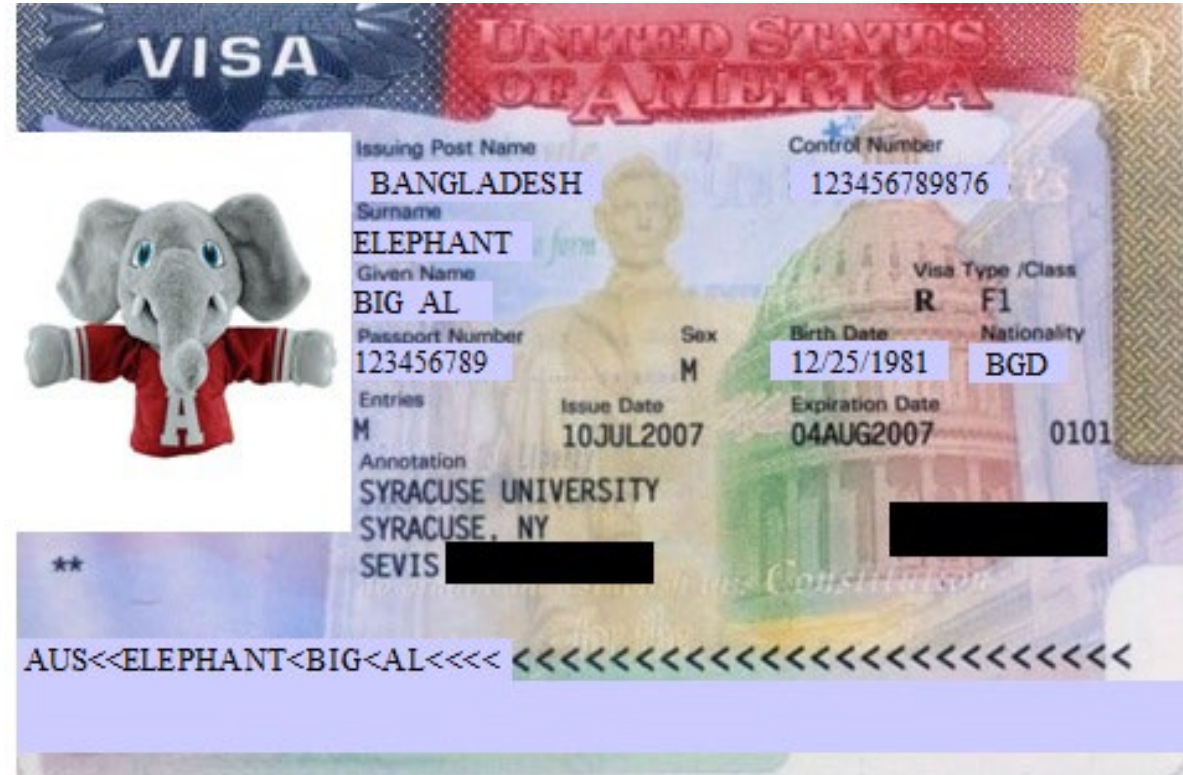 VISA
UNITED STATES
OF AMERICA
Issuing Post Name Control Number
BANGLADESH 123456789876
Surname
ELEPHANT
Given Name Visa Type /Class
BIG AL R F1
Passport Number Sex Birth Date Nationality
123456789 M 12/25/1981 BGD
Entries Issue Date Expiration Date
M 10JUL2007 04AUG2007 0101
Annotation
SYRACUSE UNIVERSITY
SYRACUSE, NY
** SEVIS
Constitution
AUS<<ELEPHANT<BIG<AL<<<< <<<<<<<<<<<<<<<<<<<<<<<<<<
A